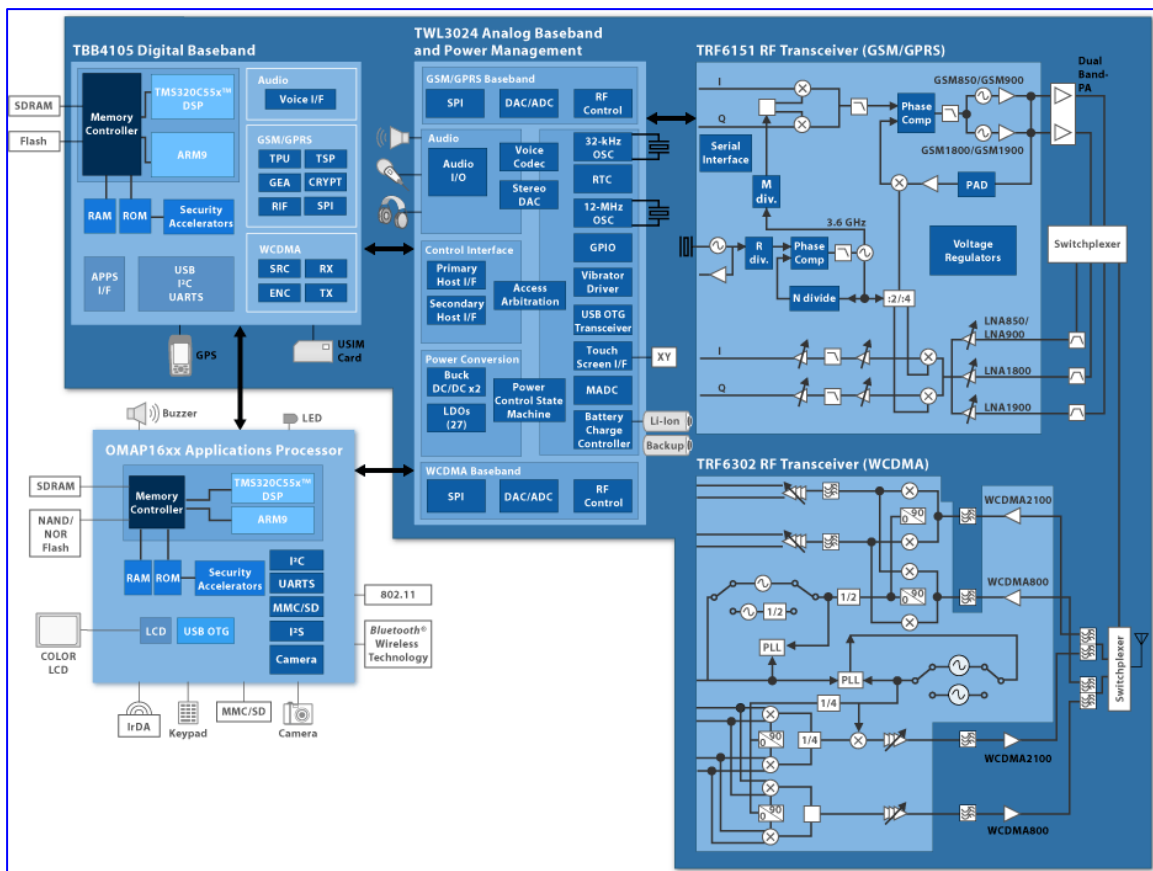 TBB4105 Digital Baseband
SDRAM
Flash
Memory
Controller
TMS320C55x™
DSP
ARM9
RAM
ROM
Security
Accelerators
APPS
I/F
USB
I²C
UARTS
Audio
Voice I/F
GSM/GPRS
TPU
TSP
GEA
CRYPT
RIF
SPI
WCDMA
SRC
RX
ENC
TX
GPS
USIM
Card
TWL3024 Analog Baseband
and Power Management
GSM/GPRS Baseband
SPI
DAC/ADC
RF
Control
Audio
Audio
I/O
Voice
Codec
Stereo
DAC
32-kHz
OSC
RTC
12-MHz
OSC
GPIO
Vibrator
Driver
USB OTG
Transceiver
Touch
Screen I/F
XY
MADC
Battery
Charge
Controller
Li-Ion
Backup
Control Interface
Primary
Host I/F
Secondary
Host I/F
Access
Arbitration
Power Conversion
Buck
DC/DC x2
LDOs
(27)
Power
Control State
Machine
WCDMA Baseband
SPI
DAC/ADC
RF
Control
TRF6151 RF Transceiver (GSM/GPRS)
I
Q
Serial
Interface
M
div.
Phase
Comp
GSM850/GSM900
GSM1800/GSM1900
Dual
Band-
PA
PAD
3.6 GHz
R
div.
Phase
Comp
N divide
:2/:4
Voltage
Regulators
Switchplexer
I
Q
LNA850/
LNA900
LNA1800
LNA1900
Buzzer
LED
OMAP16xx Applications Processor
SDRAM
NAND/
NOR
Flash
Memory
Controller
TMS320C55x™
DSP
ARM9
RAM
ROM
Security
Accelerators
I²C
UARTS
MMC/SD
I²S
Camera
LCD
USB OTG
COLOR
LCD
802.11
Bluetooth®
Wireless
Technology
IrDA
Keypad
MMC/SD
Camera
TRF6302 RF Transceiver (WCDMA)
0 90
WCDMA2100
1/2
0 90
WCDMA800
1/2
PLL
PLL
1/4
0 90
1/4
WCDMA2100
0 90
WCDMA800
Switchplexer